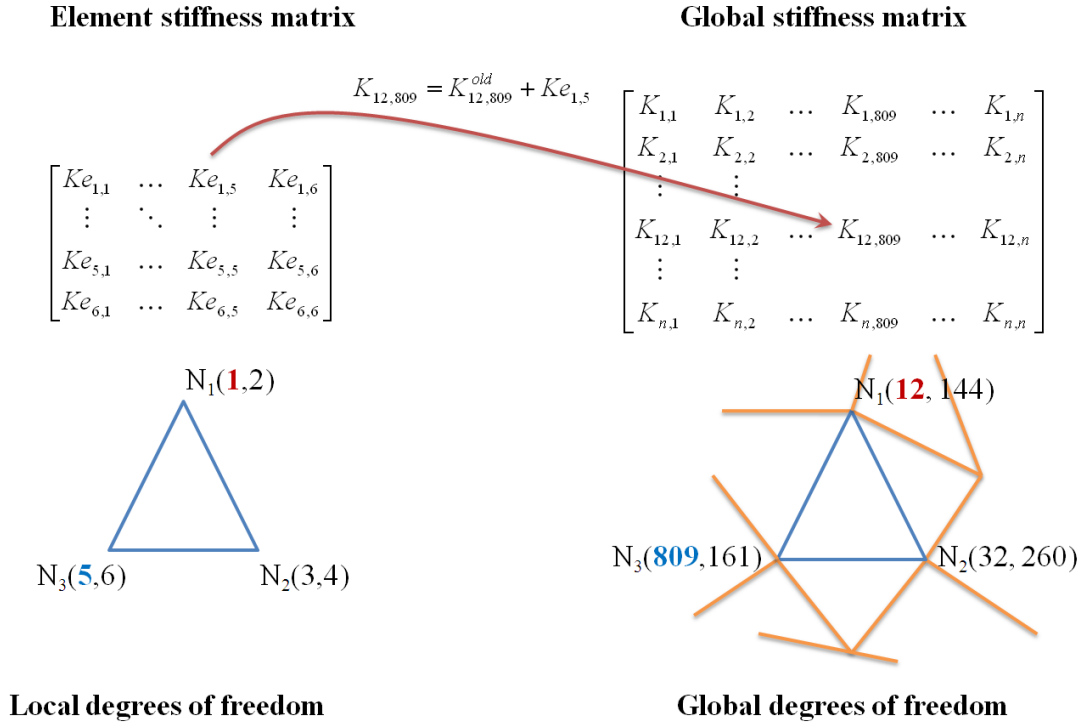 Element stiffness matrix
Global stiffness matrix
K12,809 = K^old 12,809 + Ke1,5
Ke1,1 … Ke1,5 Ke1,6
⋮ ⋱ ⋮ ⋮
Ke5,1 … Ke5,5 Ke5,6
Ke6,1 … Ke6,5 Ke6,6
K1,1 K1,2 … K1,809 … K1,n
K2,1 K2,2 … K2,809 … K2,n
⋮ ⋮
K12,1 K12,2 … K12,809 … K12,n
⋮ ⋮
Kn,1 Kn,2 … Kn,809 … Kn,n
N1(1,2)
N3(5,6)
N2(3,4)
N1(12, 144)
N3(809,161)
N2(32, 260)
Local degrees of freedom
Global degrees of freedom